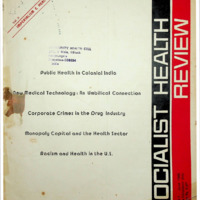 SOCIALIST HEALTH
REVIEW
Public Health in Colonial India
New Medical Technology : An Umbilical Connection
Corporate Crimes in the Drug Industry
Monopoly Capital and the Health Sector
Racism and Health in the U.K.